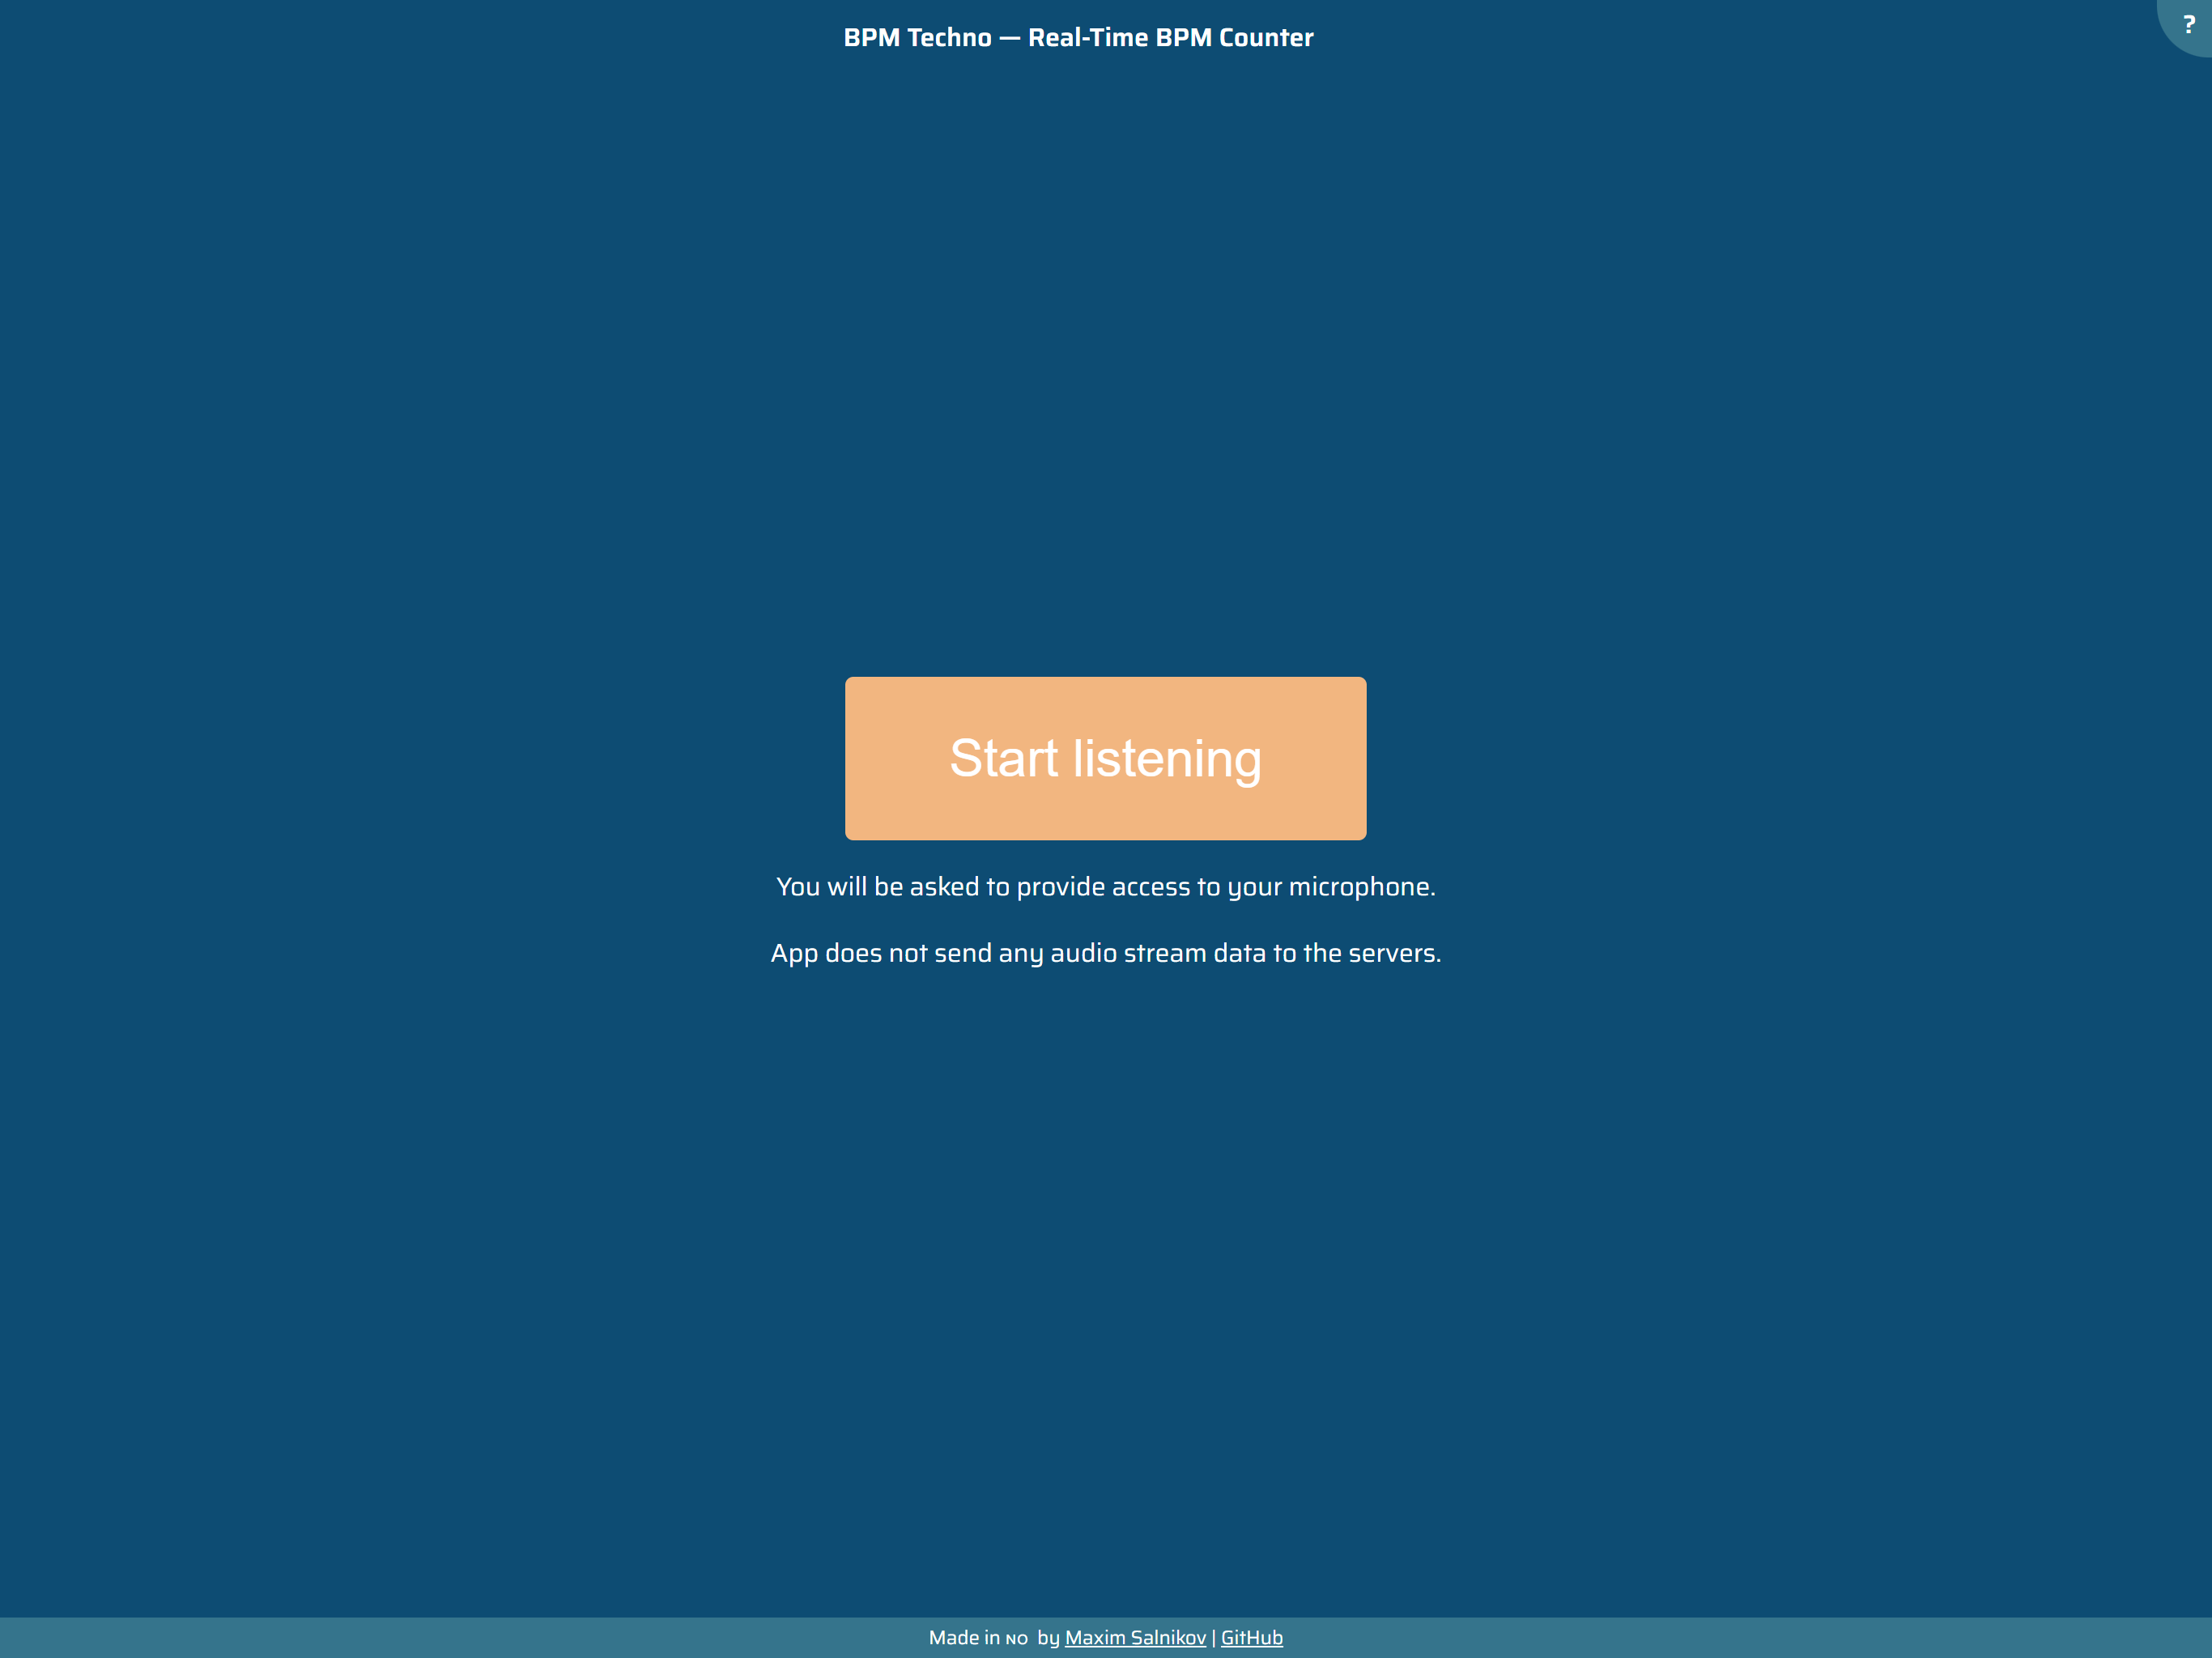 BPM Techno — Real-Time BPM Counter
?
Start listening
You will be asked to provide access to your microphone.
App does not send any audio stream data to the servers.
Made in NO by Maxim Salnikov | GitHub